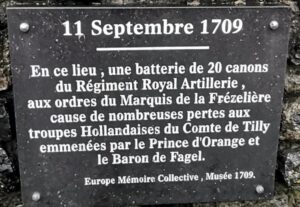 11 Septembre 1709
En ce lieu , une batterie de 20 canons
du Régiment Royal Artillerie ,
aux ordres du Marquis de la Frézelière
cause de nombreuses pertes aux
troupes Hollandaises du Comte de Tilly
emmenées par le Prince d'Orange et
le Baron de Fagel.
Europe Mémoire Collective , Musée 1709.